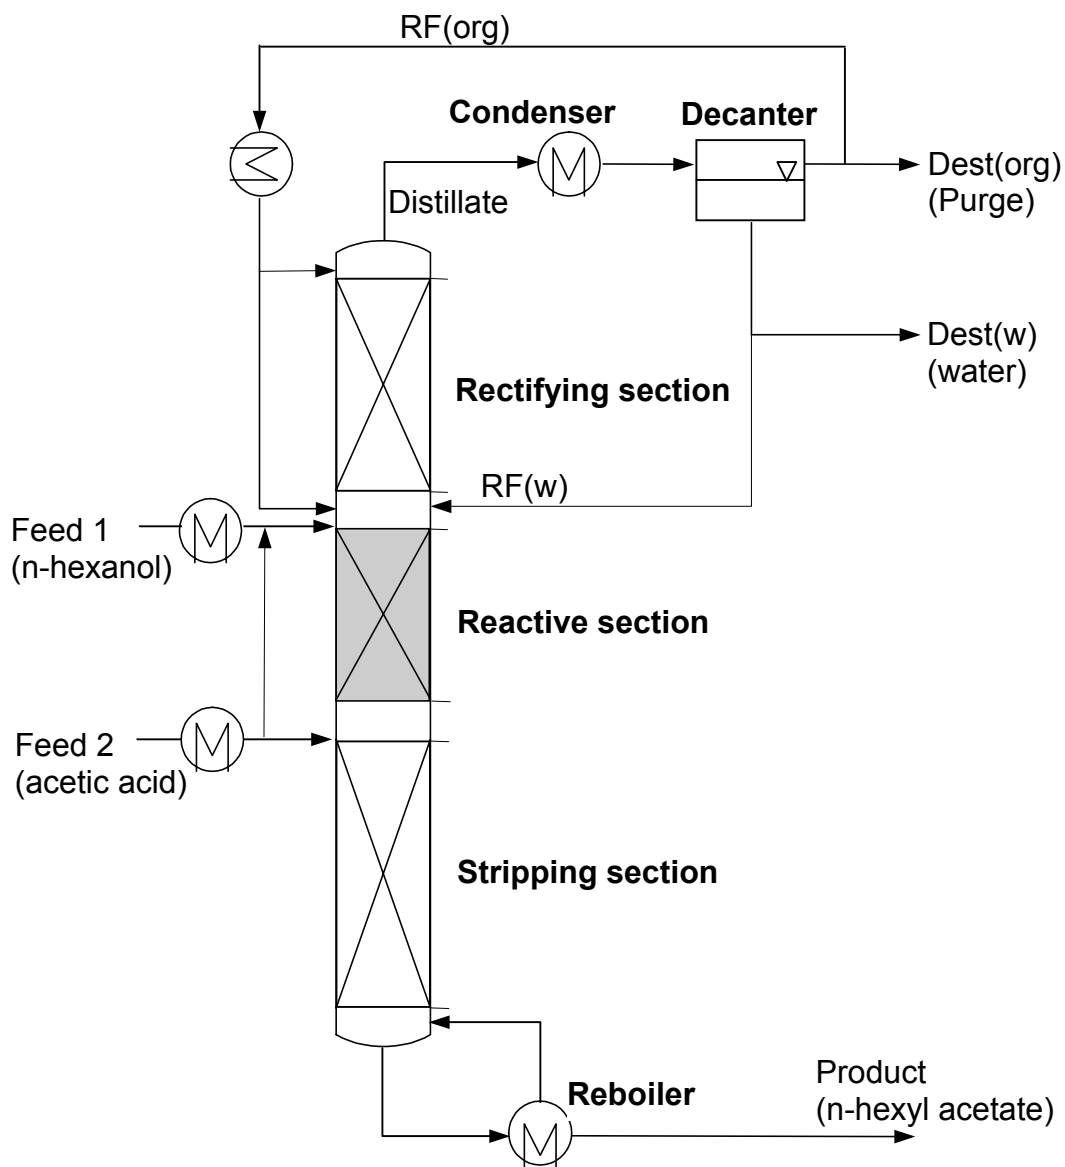 RF(org)
Condenser
Decanter
Distillate
Dest(org)
(Purge)
Dest(w)
(water)
Rectifying section
RF(w)
Feed 1
(n-hexanol)
Reactive section
Feed 2
(acetic acid)
Stripping section
Reboiler
Product
(n-hexyl acetate)